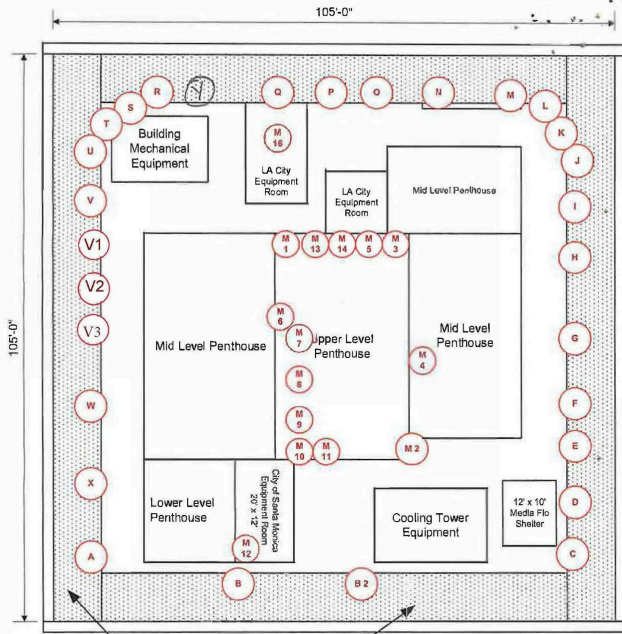 105'-0"
105'-0"
R
Q
P
O
N
M
L
K
J
I
H
G
F
E
D
C
S
T
U
V
V1
V2
V3
W
X
A
B
B2
Building
Mechanical
Equipment
M
16
LA City
Equipment
Room
LA City
Equipment
Room
Mid Level Penthouse
M
1
M
13
M
14
M
5
M
3
M
6
M
7
M
8
M
9
M
10
M
11
M2
M
4
Mid Level Penthouse
Upper Level
Penthouse
Mid Level
Penthouse
Lower Level
Penthouse
City of Santa Monica
Equipment Room
20' x 12'
M
12
Cooling Tower
Equipment
12' x 10'
Media Flo
Shelter